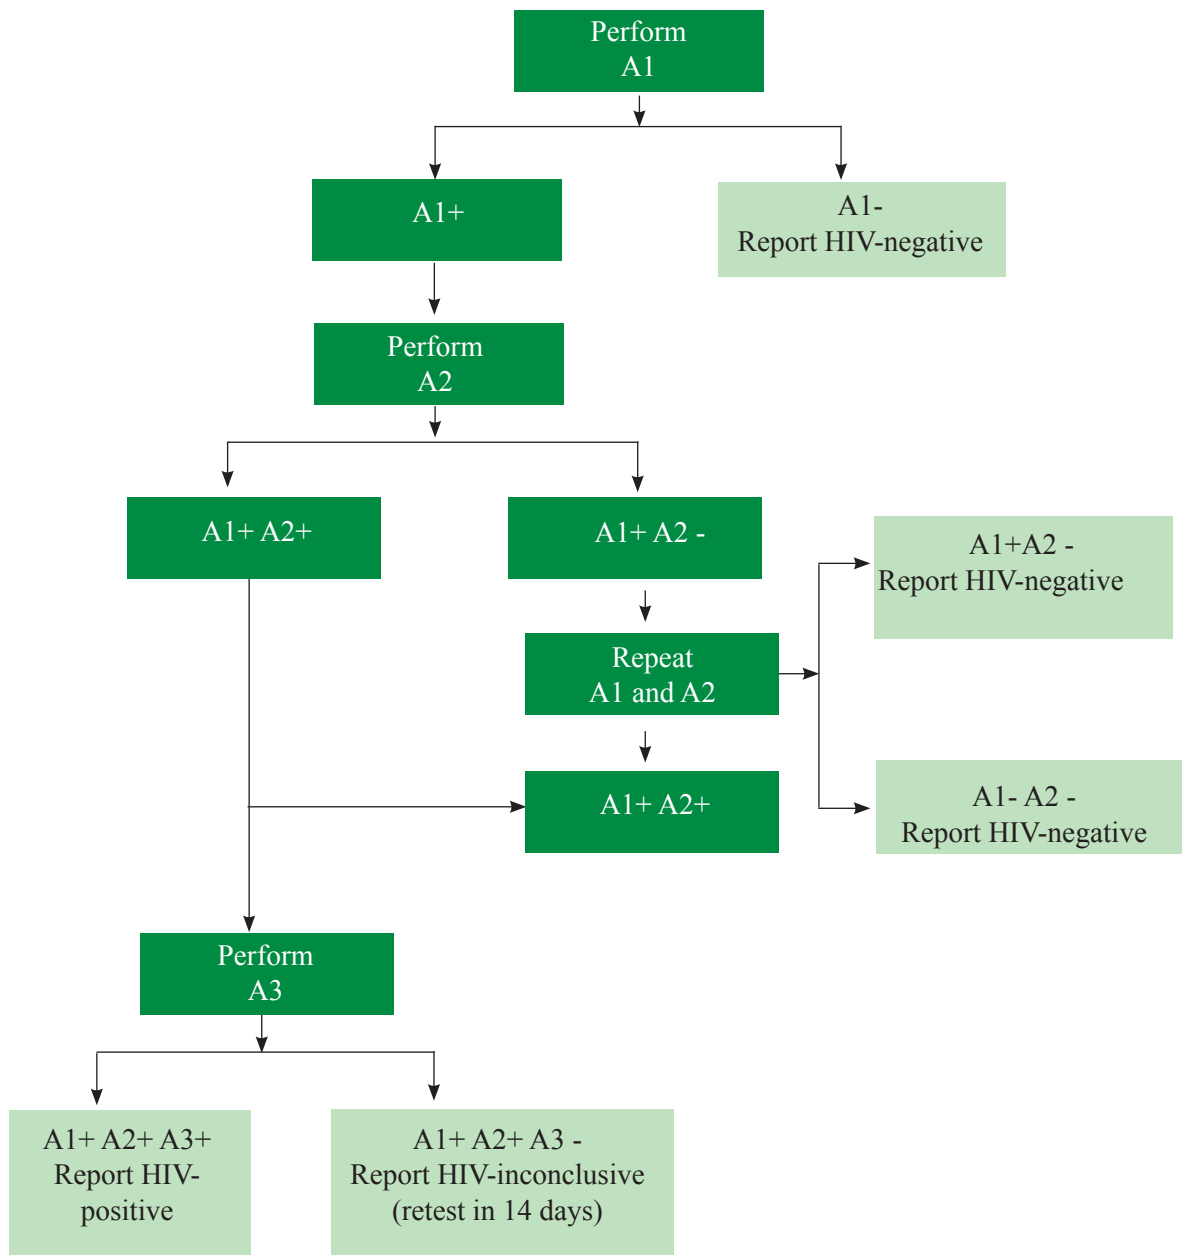 Perform
A1
A1+
A1-
Report HIV-negative
Perform
A2
A1+ A2+
A1+ A2 -
A1+A2 -
Report HIV-negative
Repeat
A1 and A2
A1+ A2+
A1- A2 -
Report HIV-negative
Perform
A3
A1+ A2+ A3+
Report HIV-
positive
A1+ A2+ A3 -
Report HIV-inconclusive
(retest in 14 days)